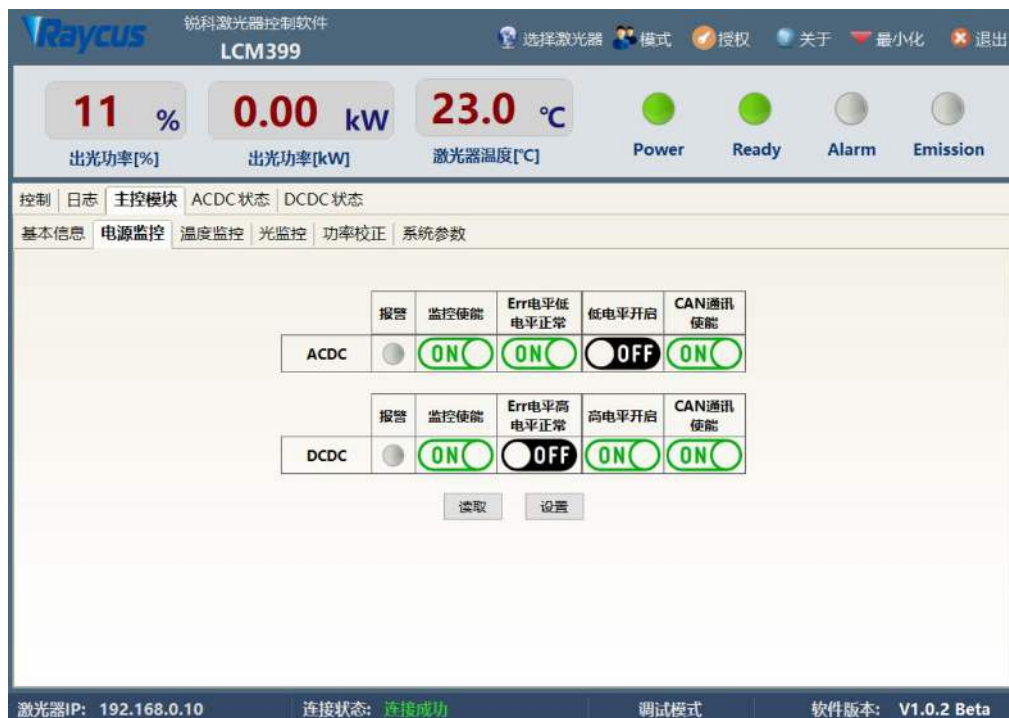 Raycus
锐科激光器控制软件
LCM399
选择激光器 模式 授权 关于 最小化 退出
11 % 0.00 kW 23.0 ℃
出光功率[%] 出光功率[kW] 激光器温度[℃] Power Ready Alarm Emission
控制 日志 主控模块 ACDC状态 DCDC状态
基本信息 电源监控 温度监控 光监控 功率校正 系统参数
报警 监控使能 Err电平低电平正常 低电平开启 CAN通讯使能
ACDC ON ON OFF ON
报警 监控使能 Err电平高电平正常 高电平开启 CAN通讯使能
DCDC ON OFF ON ON
读取 设置
激光器IP: 192.168.0.10 连接状态: 连接成功 调试模式 软件版本: V1.0.2 Beta